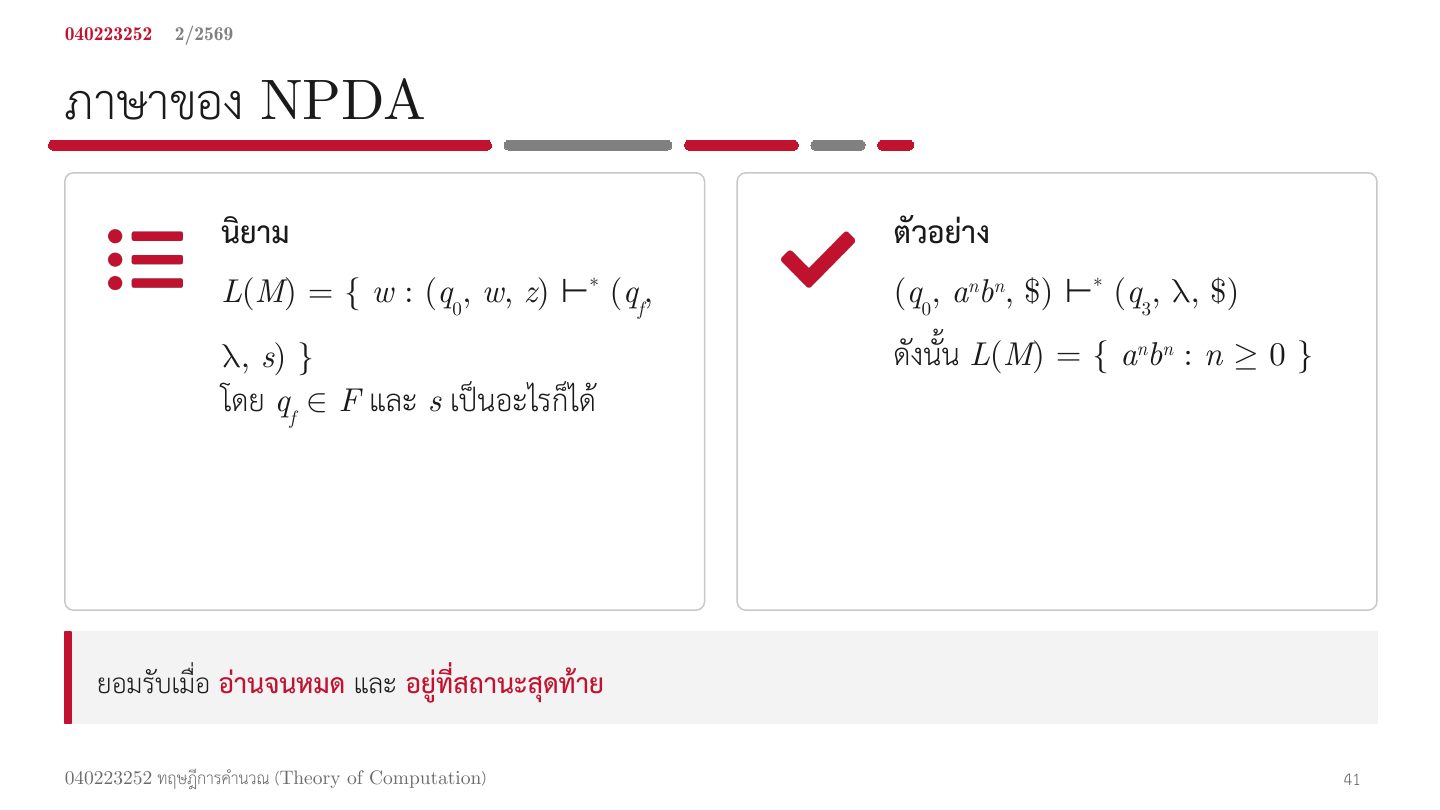 040223252 2/2569
ภาษาของ NPDA
นิยาม
L(M) = { w : (q₀, w, z) ⊢* (q_f,
λ, s) }
โดย q_f ∈ F และ s เป็นอะไรก็ได้
ตัวอย่าง
(q₀, aⁿbⁿ, $) ⊢* (q₃, λ, $)
ดังนั้น L(M) = { aⁿbⁿ : n ≥ 0 }
ยอมรับเมื่อ อ่านจนหมด และ อยู่ที่สถานะสุดท้าย
040223252 ทฤษฎีการคำนวณ (Theory of Computation)
41